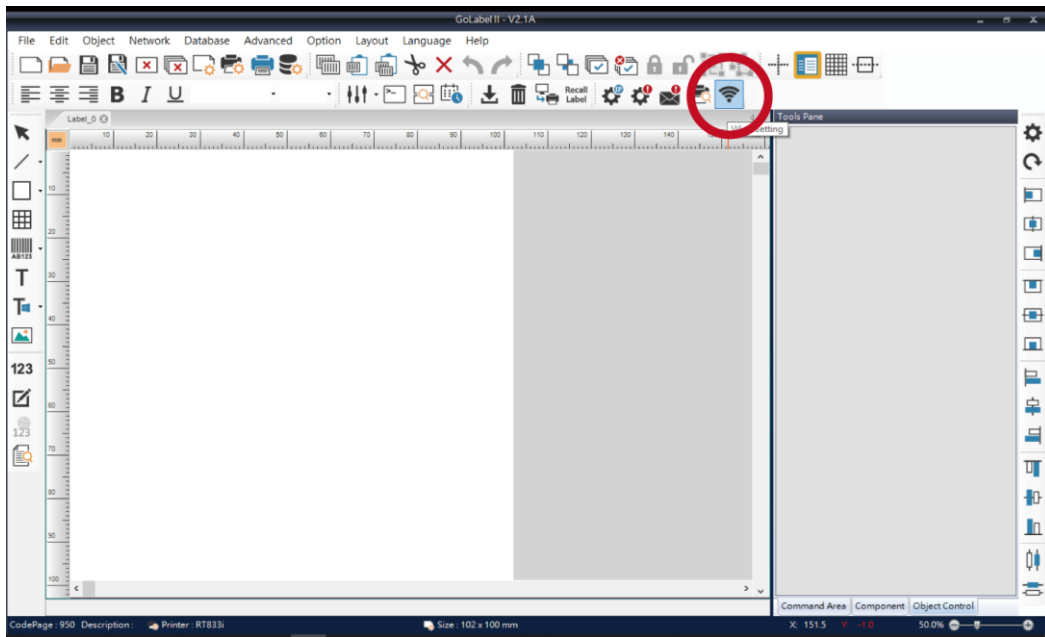 GoLabel II - V2.1A
File Edit Object Network Database Advanced Option Layout Language Help
B I U Recall Label
Label_0
Tools Pane
mm 10 20 30 40 50 60 70 80 90 100 110 120 130 140
Setting
10
20
AB123
T
30
T
40
123
50
60
123
70
80
90
100
Command Area Component Object Control
CodePage : 950 Description : Printer : RT833i Size : 102 x 100 mm X: 151.5 Y: -1.0 50.0%